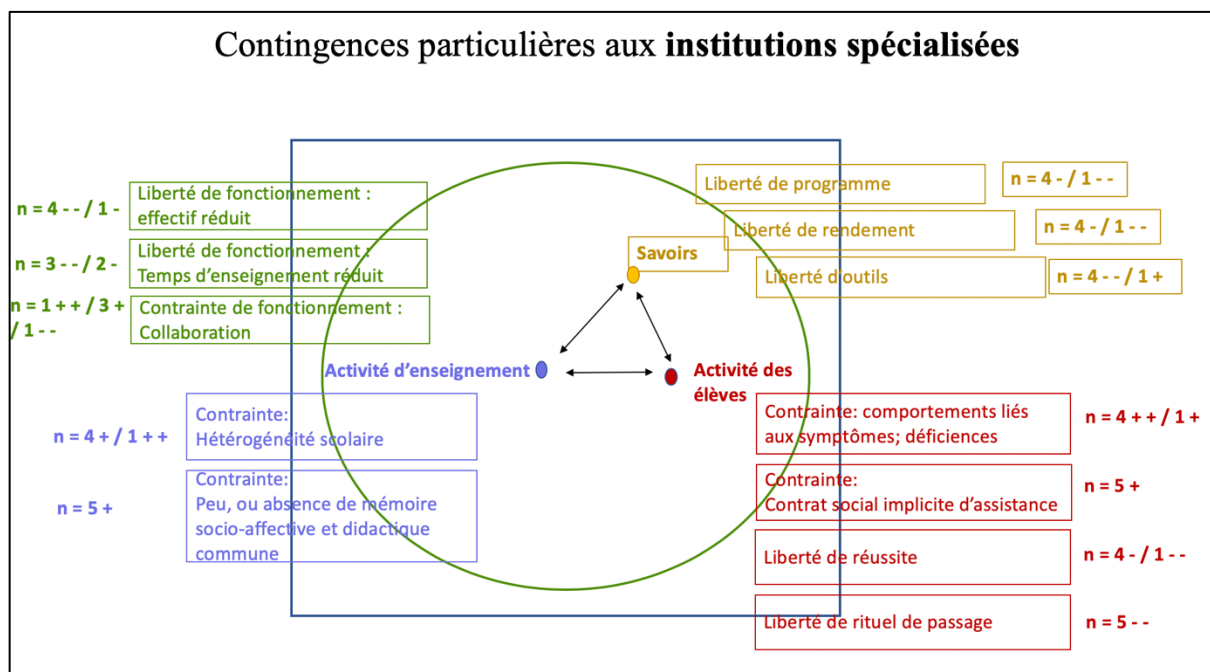 Contingences particulières aux institutions spécialisées
n = 4 - - / 1 -
Liberté de fonctionnement :
effectif réduit
n = 3 - - / 2 -
Liberté de fonctionnement :
Temps d'enseignement réduit
n = 1 + + / 3 +
/ 1 - -
Contrainte de fonctionnement :
Collaboration
Liberté de programme
n = 4 - / 1 - -
Liberté de rendement
n = 4 - / 1 - -
Savoirs
Liberté d'outils
n = 4 - - / 1 +
Activité d'enseignement
Activité des
élèves
n = 4 + / 1 + +
Contrainte:
Hétérogénéité scolaire
n = 5 +
Contrainte:
Peu, ou absence de mémoire
socio-affective et didactique
commune
Contrainte: comportements liés
aux symptômes; déficiences
n = 4 + + / 1 +
Contrainte:
Contrat social implicite d'assistance
n = 5 +
Liberté de réussite
n = 4 - / 1 - -
Liberté de rituel de passage
n = 5 - -